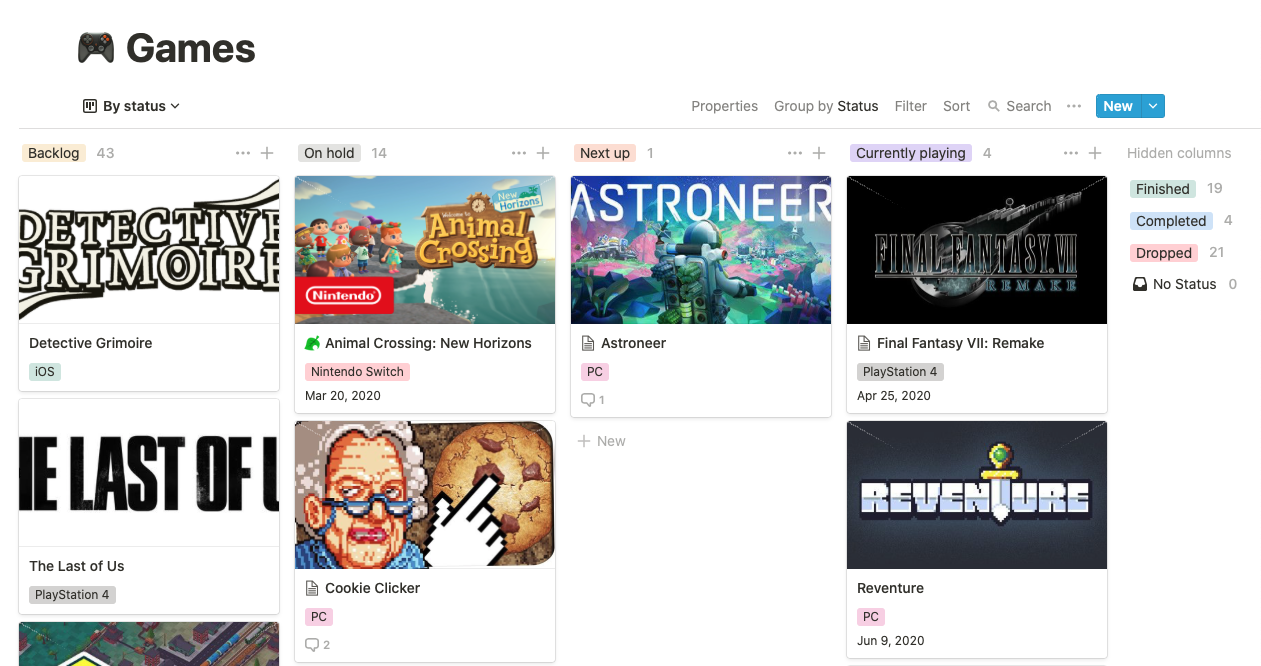 Games
By status
Properties Group by Status Filter Sort Search New
Backlog 43
On hold 14
Next up 1
Currently playing 4
Hidden columns
DETECTIVE
GRIMOIRE
Detective Grimoire
iOS
THE LAST OF U
The Last of Us
PlayStation 4
New
Horizons
Welcome to
Animal
Crossing
Nintendo
Animal Crossing: New Horizons
Nintendo Switch
Mar 20, 2020
Cookie Clicker
PC
2
ASTRONEER
Astroneer
PC
1
New
FINAL FANTASY VII
REMAKE
Final Fantasy VII: Remake
PlayStation 4
Apr 25, 2020
REVENTURE
Reventure
PC
Jun 9, 2020
Finished 19
Completed 4
Dropped 21
No Status 0